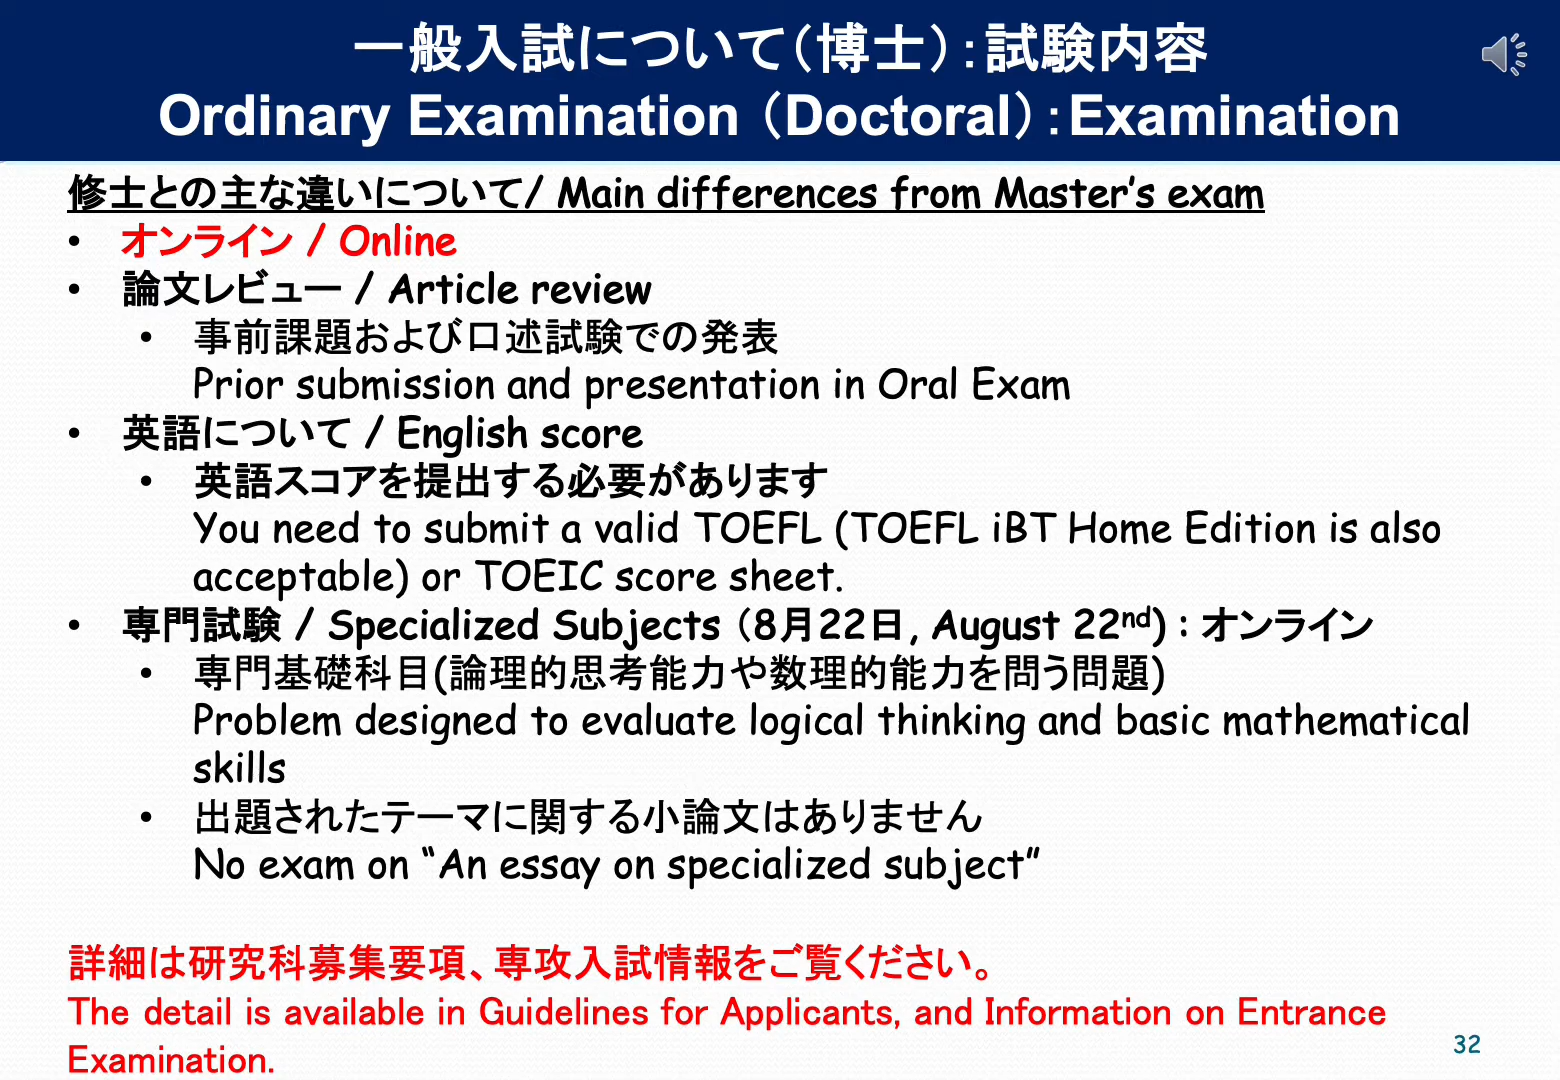 一般入試について（博士）：試験内容
Ordinary Examination （Doctoral）：Examination
修士との主な違いについて/ Main differences from Master’s exam
• オンライン / Online
• 論文レビュー / Article review
• 事前課題および口述試験での発表
Prior submission and presentation in Oral Exam
• 英語について / English score
• 英語スコアを提出する必要があります
You need to submit a valid TOEFL (TOEFL iBT Home Edition is also
acceptable) or TOEIC score sheet.
• 専門試験 / Specialized Subjects （8月22日, August 22nd) : オンライン
• 専門基礎科目(論理的思考能力や数理的能力を問う問題)
Problem designed to evaluate logical thinking and basic mathematical
skills
• 出題されたテーマに関する小論文はありません
No exam on “An essay on specialized subject”
詳細は研究科募集要項、専攻入試情報をご覧ください。
The detail is available in Guidelines for Applicants, and Information on Entrance
Examination.
32